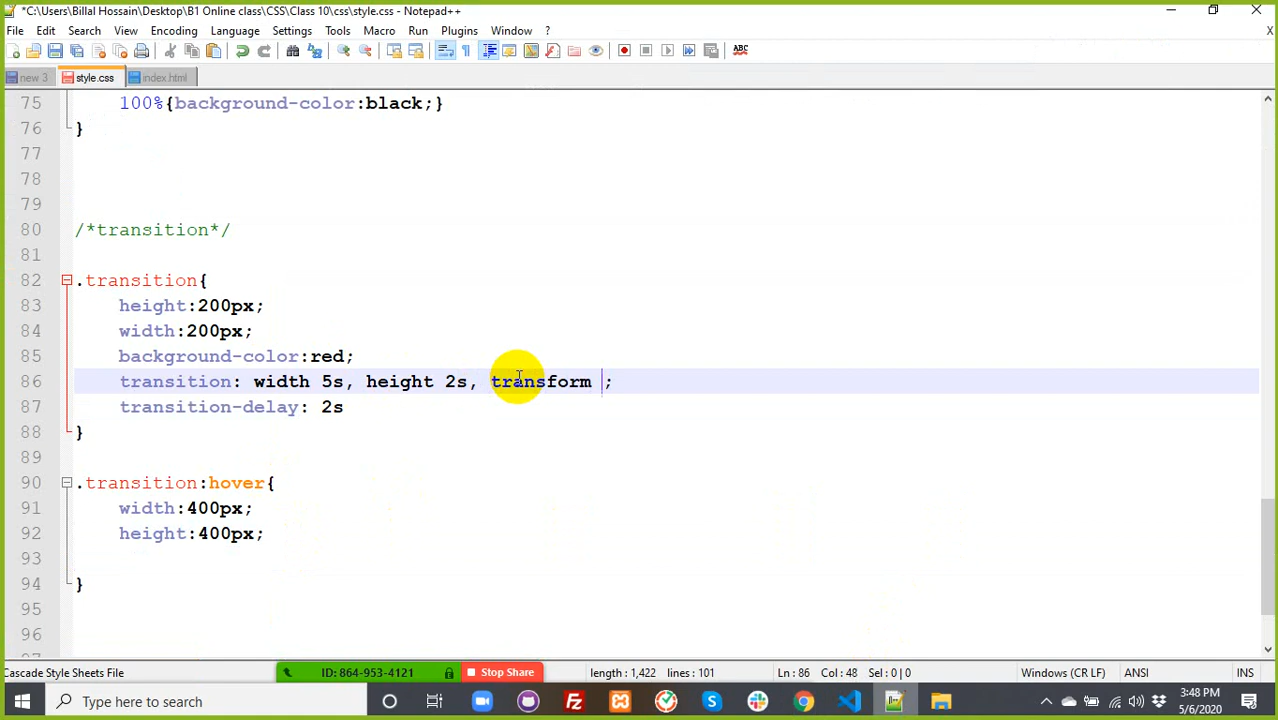 *C:\Users\Billal Hossain\Desktop\B1 Online class\CSS\Class 10\css\style.css - Notepad++
File Edit Search View Encoding Language Settings Tools Macro Run Plugins Window ? X
new 3 style.css index.html
75 100%{background-color:black;}
76 }
77
78
79
80 /*transition*/
81
82 .transition{
83 height:200px;
84 width:200px;
85 background-color:red;
86 transition: width 5s, height 2s, transform ;
87 transition-delay: 2s
88 }
89
90 .transition:hover{
91 width:400px;
92 height:400px;
93
94 }
95
96
Cascade Style Sheets File ID: 864-953-4121 Stop Share length : 1,422 lines : 101 Ln : 86 Col : 48 Sel : 0 | 0 Windows (CR LF) ANSI INS
Type here to search 3:48 PM
5/6/2020